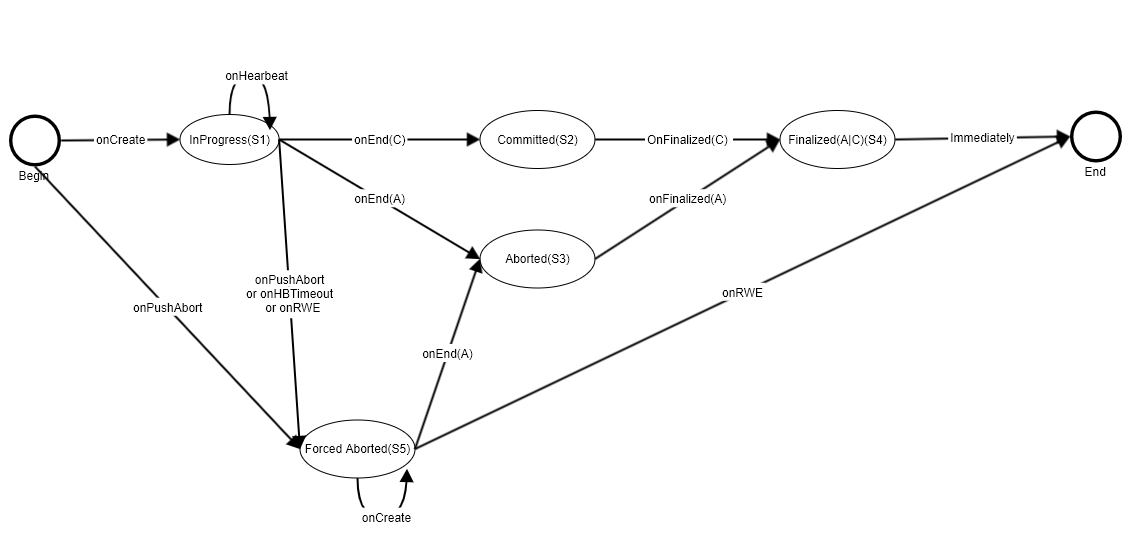 onHearbeat
onCreate
InProgress(S1)
onEnd(C)
Committed(S2)
OnFinalized(C)
Finalized(A|C)(S4)
Immediately
Begin
End
onEnd(A)
onFinalized(A)
Aborted(S3)
onPushAbort
or onHBTimeout
or onRWE
onPushAbort
onRWE
onEnd(A)
Forced Aborted(S5)
onCreate